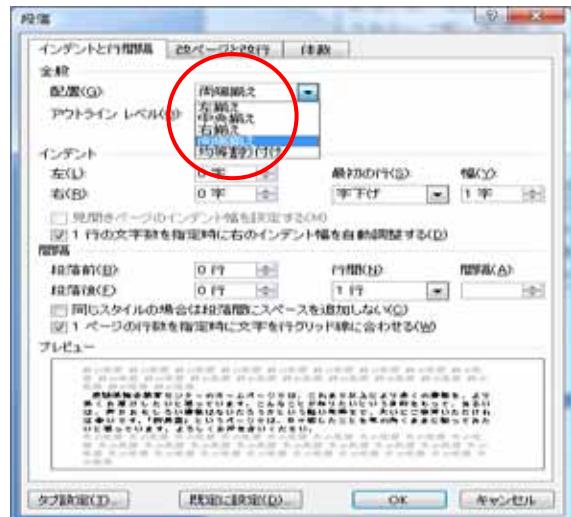 段落
インデントと行間隔 改ページと改行 体裁
全般
配置(G): 両端揃え
左揃え
アウトライン レベル(O): 中央揃え
右揃え
両端揃え
均等割り付け
インデント
左(L): 0 字 最初の行(S): 幅(Y):
右(R): 0 字 字下げ 1 字
見開きページのインデント幅を設定する(M)
1 行の文字数を指定時に右のインデント幅を自動調整する(D)
間隔
段落前(B): 0 行 行間(N): 間隔(A):
段落後(F): 0 行 1 行
同じスタイルの場合は段落間にスペースを追加しない(C)
1 ページの行数を指定時に文字を行グリッド線に合わせる(W)
プレビュー
タブ設定(T)... 既定に設定(D)... OK キャンセル